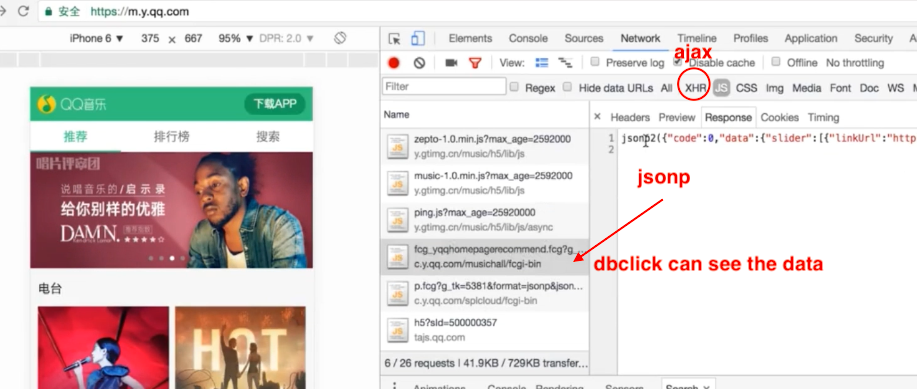 安全 https://m.y.qq.com
iPhone 6 ▼ 375 × 667 95% ▼ DPR: 2.0 ▼
Elements Console Sources Network Timeline Profiles Application Security
ajax
View: Preserve log Disable cache Offline No throttling
Filter Regex Hide data URLs All XHR JS CSS Img Media Font Doc WS
QQ音乐 下载APP
推荐 排行榜 搜索
唱片评审团
说唱音乐的/启示录
给你别样的优雅
DAMN.
Name
zepto-1.0.min.js?max_age=2592000
y.gtimg.cn/music/h5/lib/js
music-1.0.min.js?max_age=2592000
y.gtimg.cn/music/h5/lib/js
ping.js?max_age=25920000
y.gtimg.cn/music/h5/lib/js/async
fcg_yqqhomepagerecommend.fcg?g_...
c.y.qq.com/musichall/fcgi-bin
p.fcg?g_tk=5381&format=jsonp&json...
c.y.qq.com/splcloud/fcgi-bin
h5?sId=500000357
tajs.qq.com
6 / 26 requests | 41.9KB / 729KB transfer...
× Headers Preview Response Cookies Timing
1 jsonp2({"code":0,"data":{"slider":[{"linkUrl":"http
2
jsonp
dbclick can see the data
电台
HOT
Animations Console Rendering Sensors Search ×